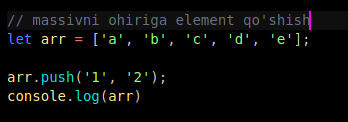 // massivni ohiriga element qo'shish
let arr = ['a', 'b', 'c', 'd', 'e'];
arr.push('1', '2');
console.log(arr)